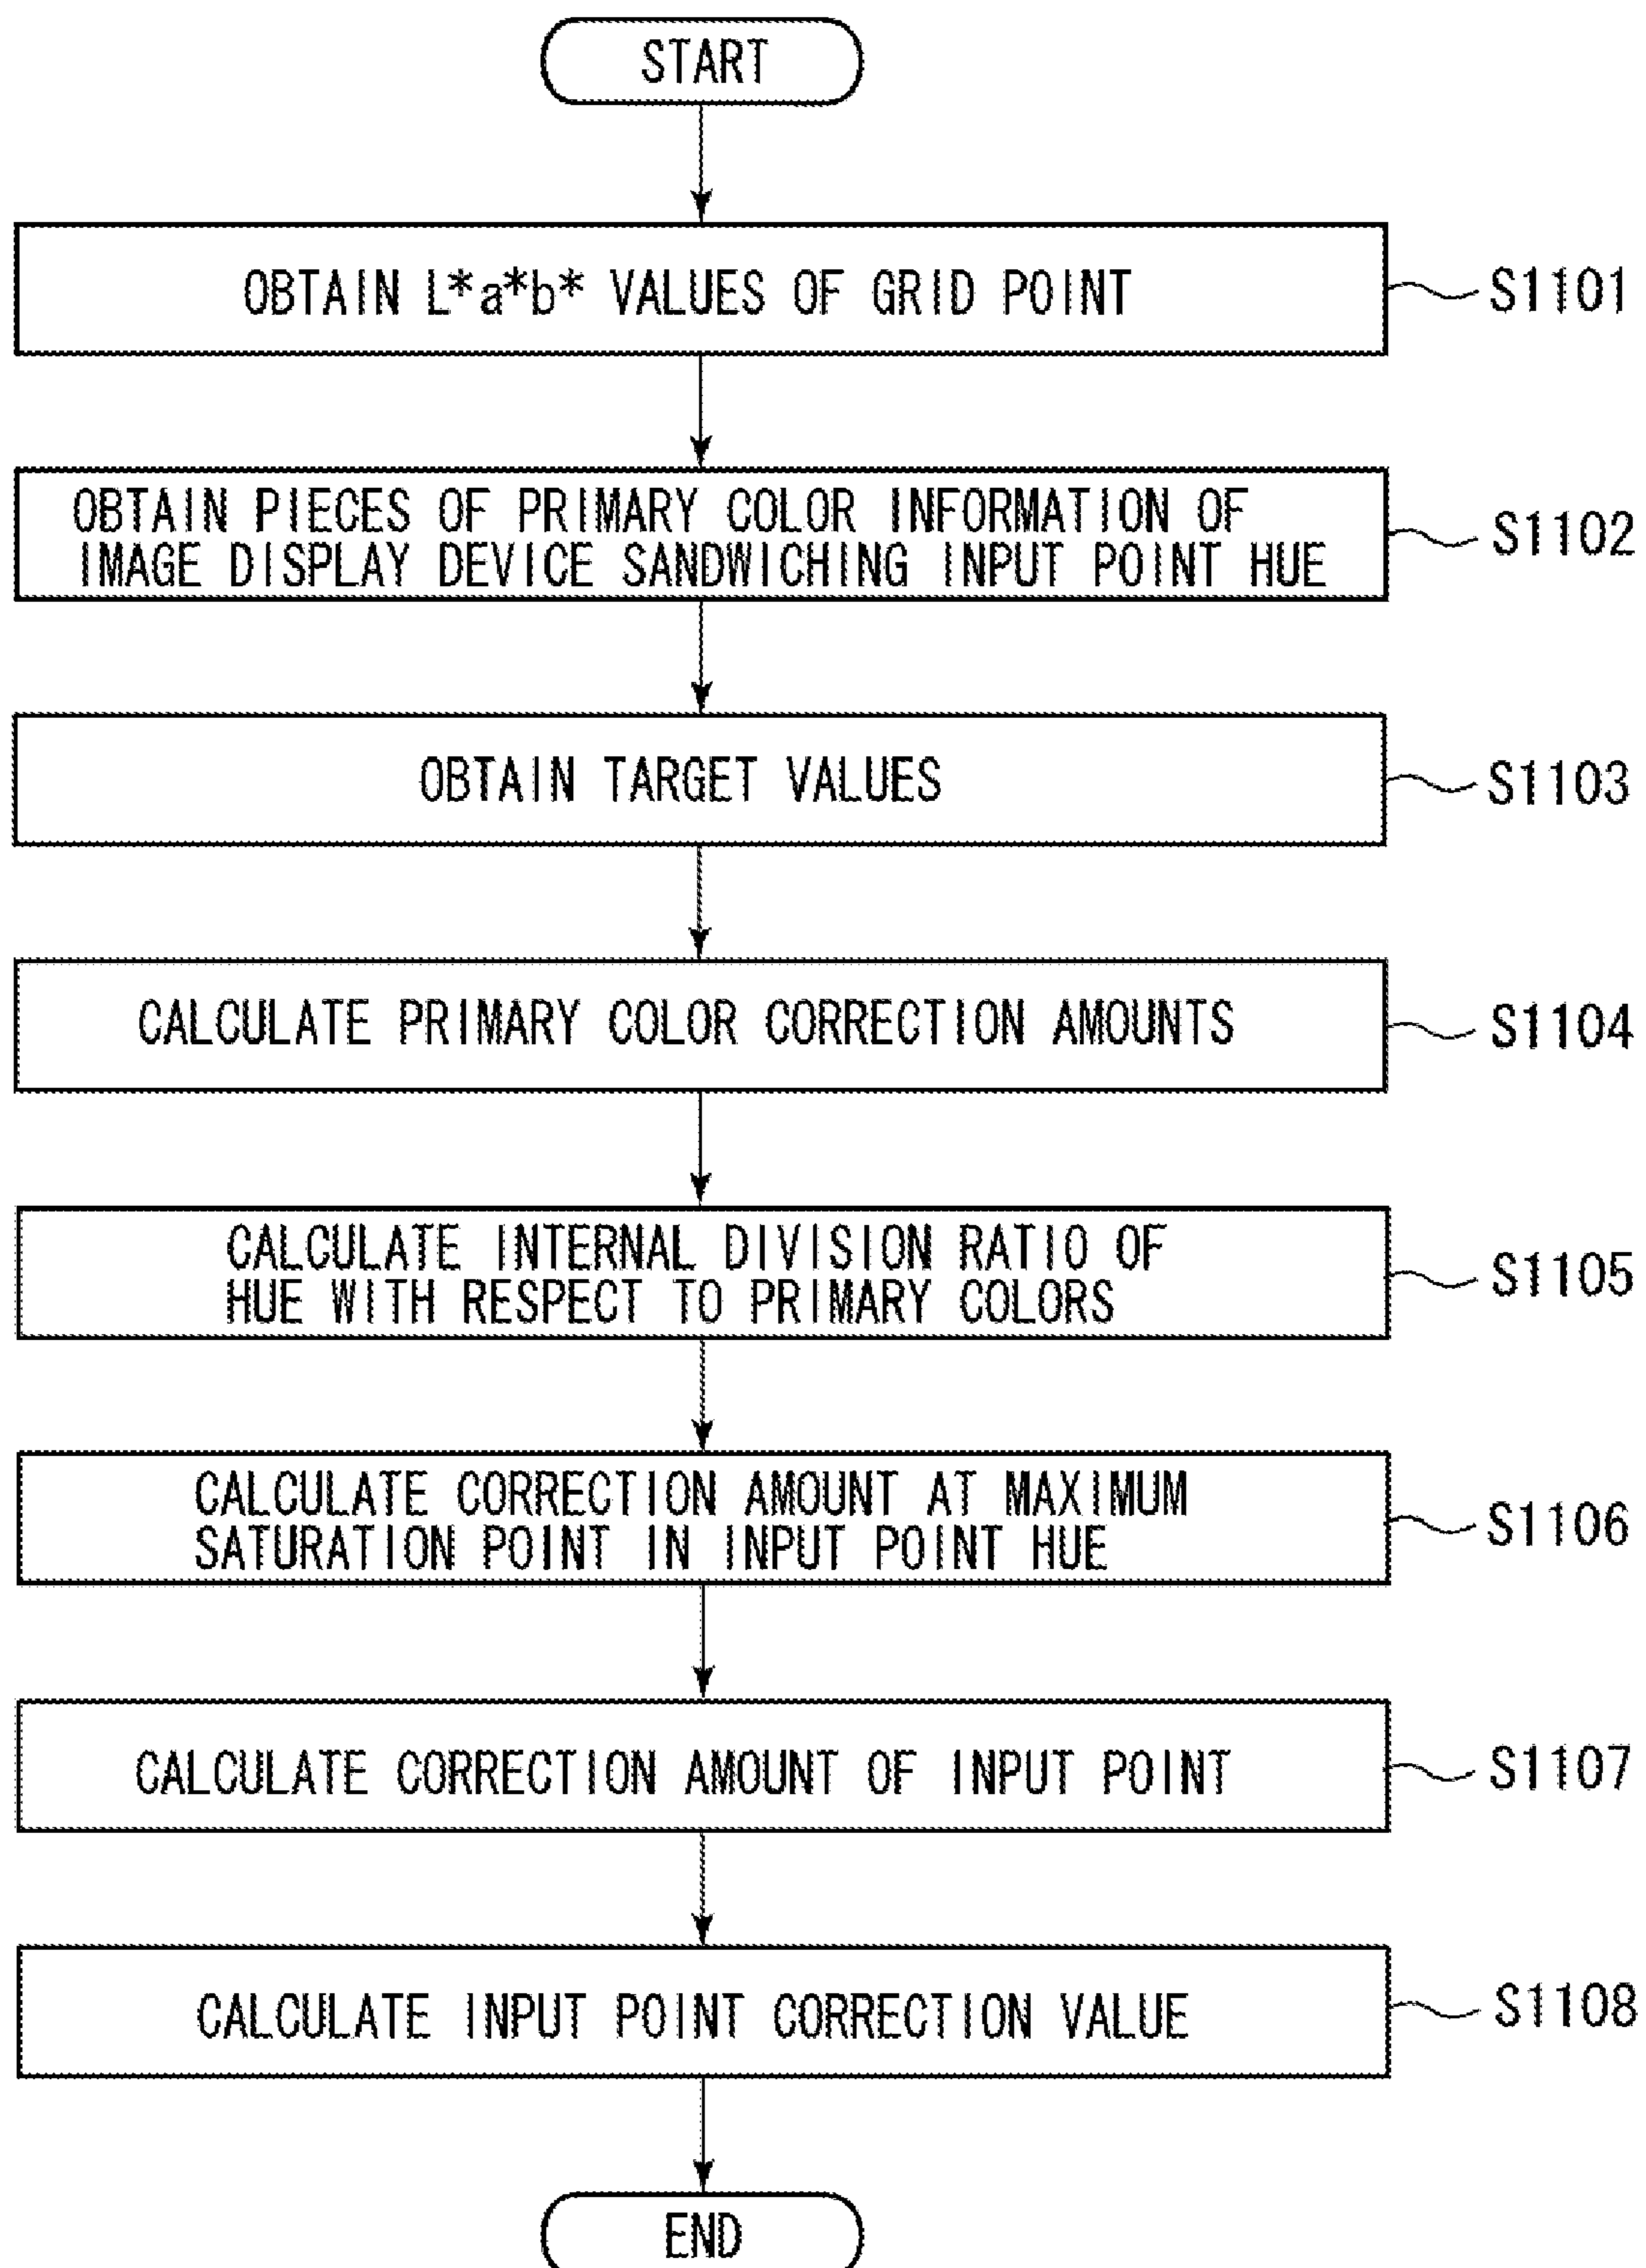 START
OBTAIN L*a*b* VALUES OF GRID POINT
S1101
OBTAIN PIECES OF PRIMARY COLOR INFORMATION OF
IMAGE DISPLAY DEVICE SANDWICHING INPUT POINT HUE
S1102
OBTAIN TARGET VALUES
S1103
CALCULATE PRIMARY COLOR CORRECTION AMOUNTS
S1104
CALCULATE INTERNAL DIVISION RATIO OF
HUE WITH RESPECT TO PRIMARY COLORS
S1105
CALCULATE CORRECTION AMOUNT AT MAXIMUM
SATURATION POINT IN INPUT POINT HUE
S1106
CALCULATE CORRECTION AMOUNT OF INPUT POINT
S1107
CALCULATE INPUT POINT CORRECTION VALUE
S1108
END